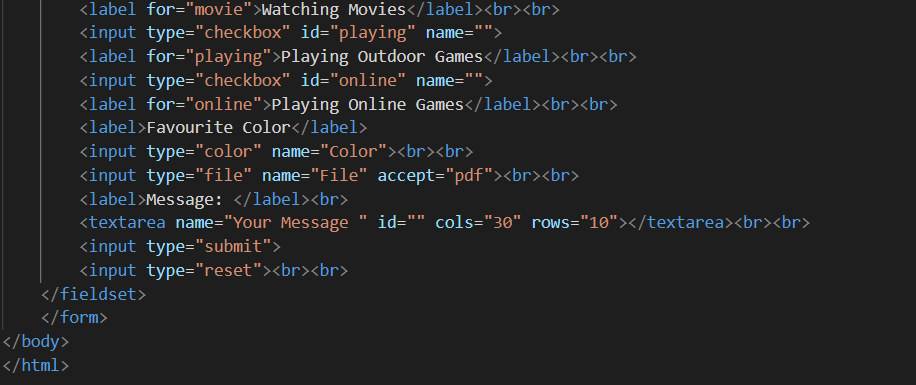 <label for="movie">Watching Movies</label><br><br>
<input type="checkbox" id="playing" name="">
<label for="playing">Playing Outdoor Games</label><br><br>
<input type="checkbox" id="online" name="">
<label for="online">Playing Online Games</label><br><br>
<label>Favourite Color</label>
<input type="color" name="Color"><br><br>
<input type="file" name="File" accept="pdf"><br><br>
<label>Message: </label><br>
<textarea name="Your Message " id="" cols="30" rows="10"></textarea><br><br>
<input type="submit">
<input type="reset"><br><br>
</fieldset>
</form>
</body>
</html>